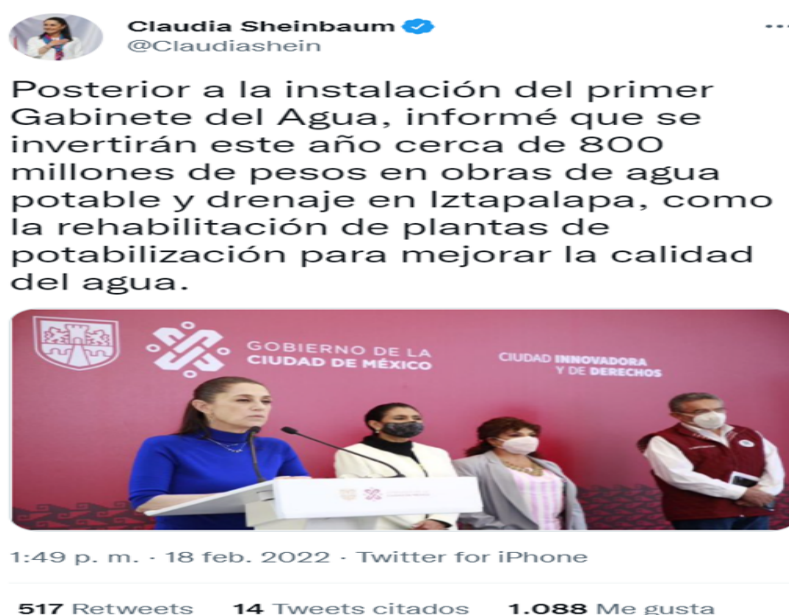 Claudia Sheinbaum
@Claudiashein
Posterior a la instalación del primer
Gabinete del Agua, informé que se
invertirán este año cerca de 800
millones de pesos en obras de agua
potable y drenaje en Iztapalapa, como
la rehabilitación de plantas de
potabilización para mejorar la calidad
del agua.
GOBIERNO DE LA
CIUDAD DE MÉXICO
CIUDAD INNOVADORA
Y DE DERECHOS
1:49 p. m. · 18 feb. 2022 · Twitter for iPhone
517 Retweets 14 Tweets citados 1.088 Me gusta